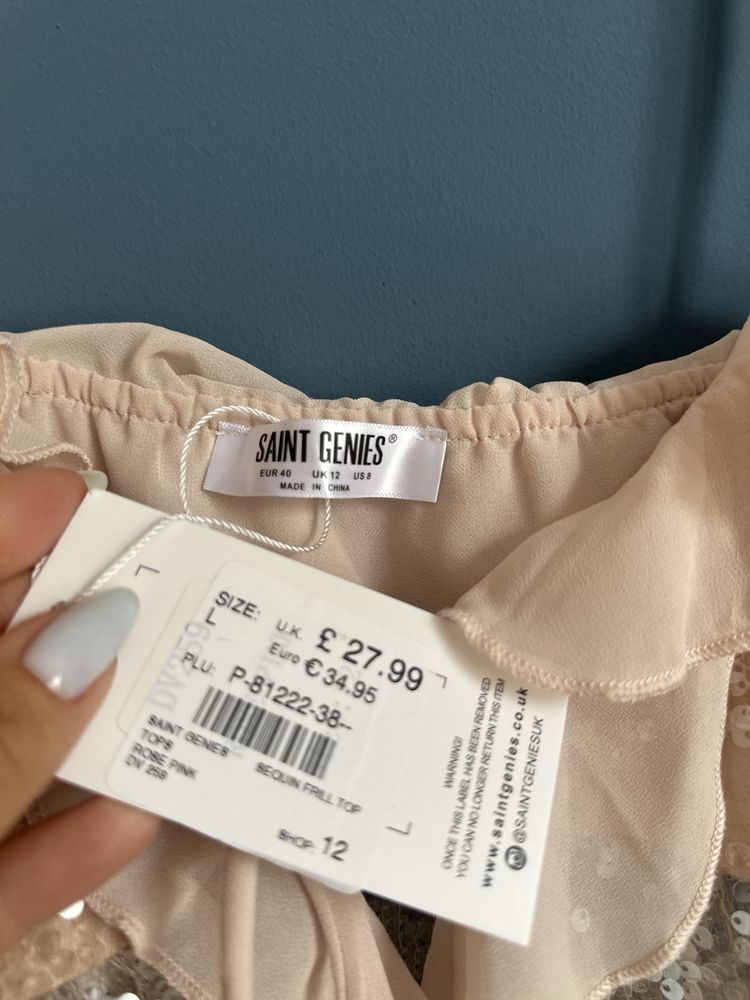 SAINT GENIES®
EUR 40 UK 12 US 8
MADE IN CHINA
SIZE: U.K. £ 27.99
L Euro € 34.95
PLU: P-81222-38--
SAINT GENIES SEQUIN FRILL TOP
TOPS
ROSE PINK
DV 258
SHOP: 12
WARNING!
ONCE THIS LABEL HAS BEEN REMOVED
YOU CAN NO LONGER RETURN THIS ITEM
www.saintgenies.co.uk
@SAINTGENIESUK